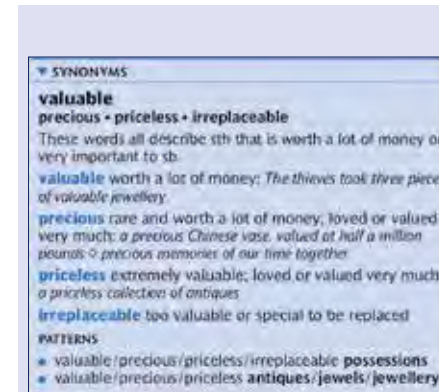 ▼ SYNONYMS
valuable
precious • priceless • irreplaceable
These words all describe sth that is worth a lot of money or
very important to sb.
valuable worth a lot of money: The thieves took three piece
of valuable jewellery
precious rare and worth a lot of money; loved or valued
very much: a precious Chinese vase, valued at half a million
pounds ◊ precious memories of our time together
priceless extremely valuable; loved or valued very much
a priceless collection of antiques
irreplaceable too valuable or special to be replaced
PATTERNS
• valuable/precious/priceless/irreplaceable possessions
• valuable/precious/priceless antiques/jewels/jewellery